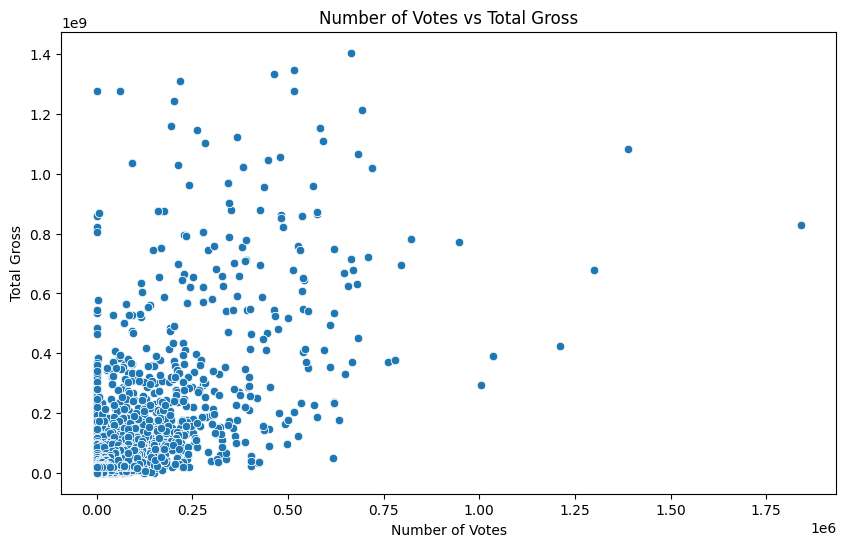 Number of Votes vs Total Gross
1e9
1.4
1.2
1.0
0.8
0.6
0.4
0.2
0.0
Total Gross
0.00 0.25 0.50 0.75 1.00 1.25 1.50 1.75
Number of Votes
1e6